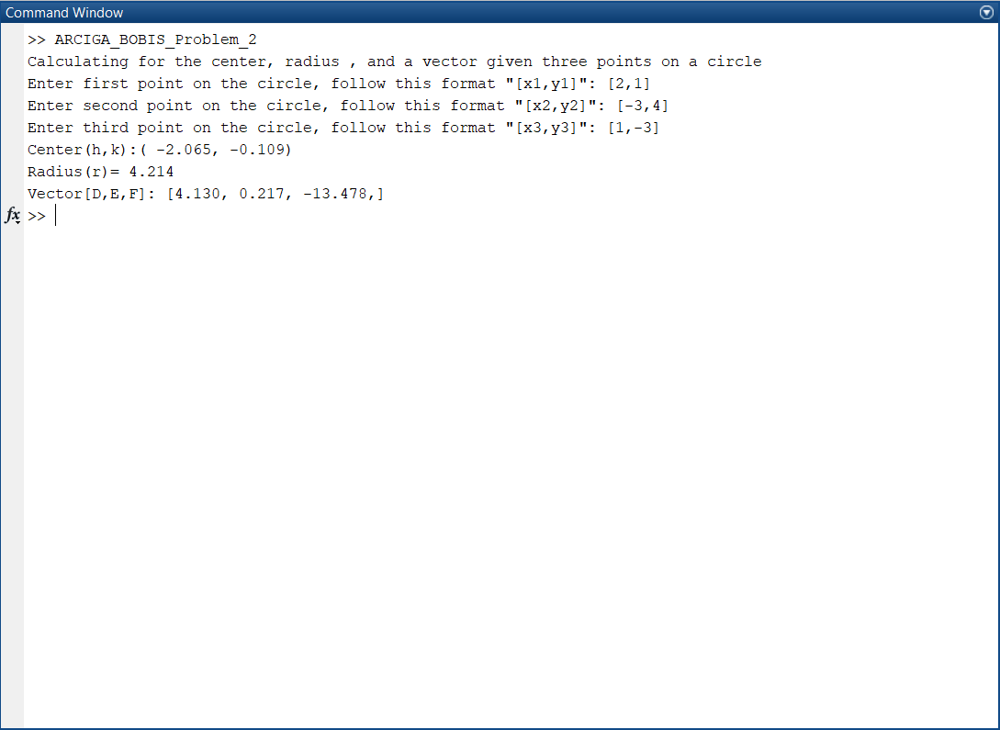 Command Window
>> ARCIGA_BOBIS_Problem_2
Calculating for the center, radius , and a vector given three points on a circle
Enter first point on the circle, follow this format "[x1,y1]": [2,1]
Enter second point on the circle, follow this format "[x2,y2]": [-3,4]
Enter third point on the circle, follow this format "[x3,y3]": [1,-3]
Center(h,k):( -2.065, -0.109)
Radius(r)= 4.214
Vector[D,E,F]: [4.130, 0.217, -13.478,]
fx >>